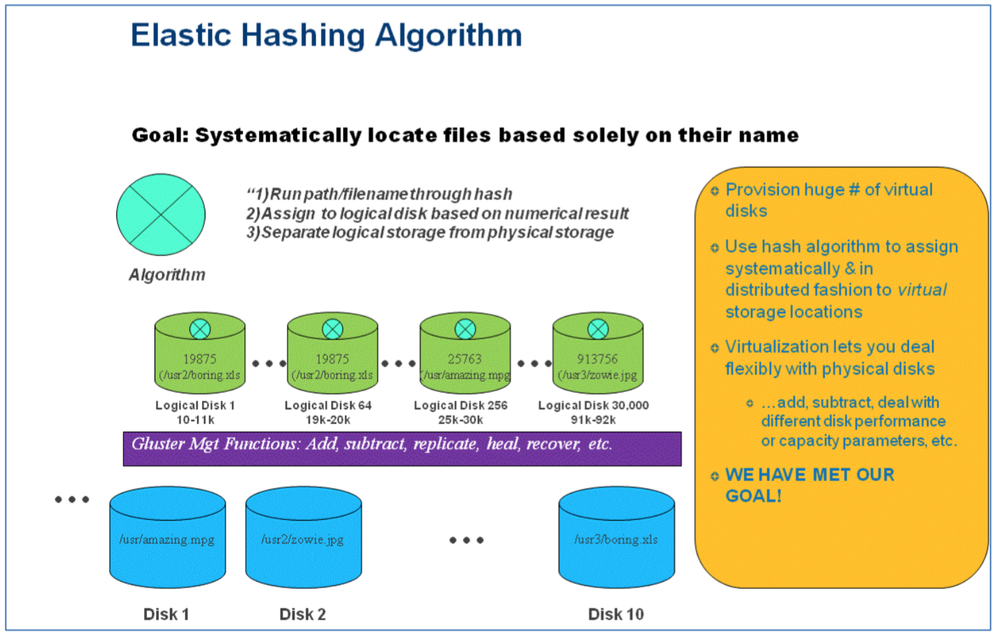 Elastic Hashing Algorithm
Goal: Systematically locate files based solely on their name
“1)Run path/filename through hash
2)Assign to logical disk based on numerical result
3)Separate logical storage from physical storage
Algorithm
19875
(/usr2/boring.xls
Logical Disk 1
10-11k
19875
(/usr2/boring.xls
Logical Disk 64
19k-20k
25763
(/usr/amazing.mpg
Logical Disk 256
25k-30k
913756
(/usr3/zowie.jpg
Logical Disk 30,000
91k-92k
Gluster Mgt Functions: Add, subtract, replicate, heal, recover, etc.
/usr/amazing.mpg
Disk 1
/usr2/zowie.jpg
Disk 2
/usr3/boring.xls
Disk 10
Provision huge # of virtual
disks
Use hash algorithm to assign
systematically & in
distributed fashion to virtual
storage locations
Virtualization lets you deal
flexibly with physical disks
…add, subtract, deal with
different disk performance
or capacity parameters, etc.
WE HAVE MET OUR
GOAL!